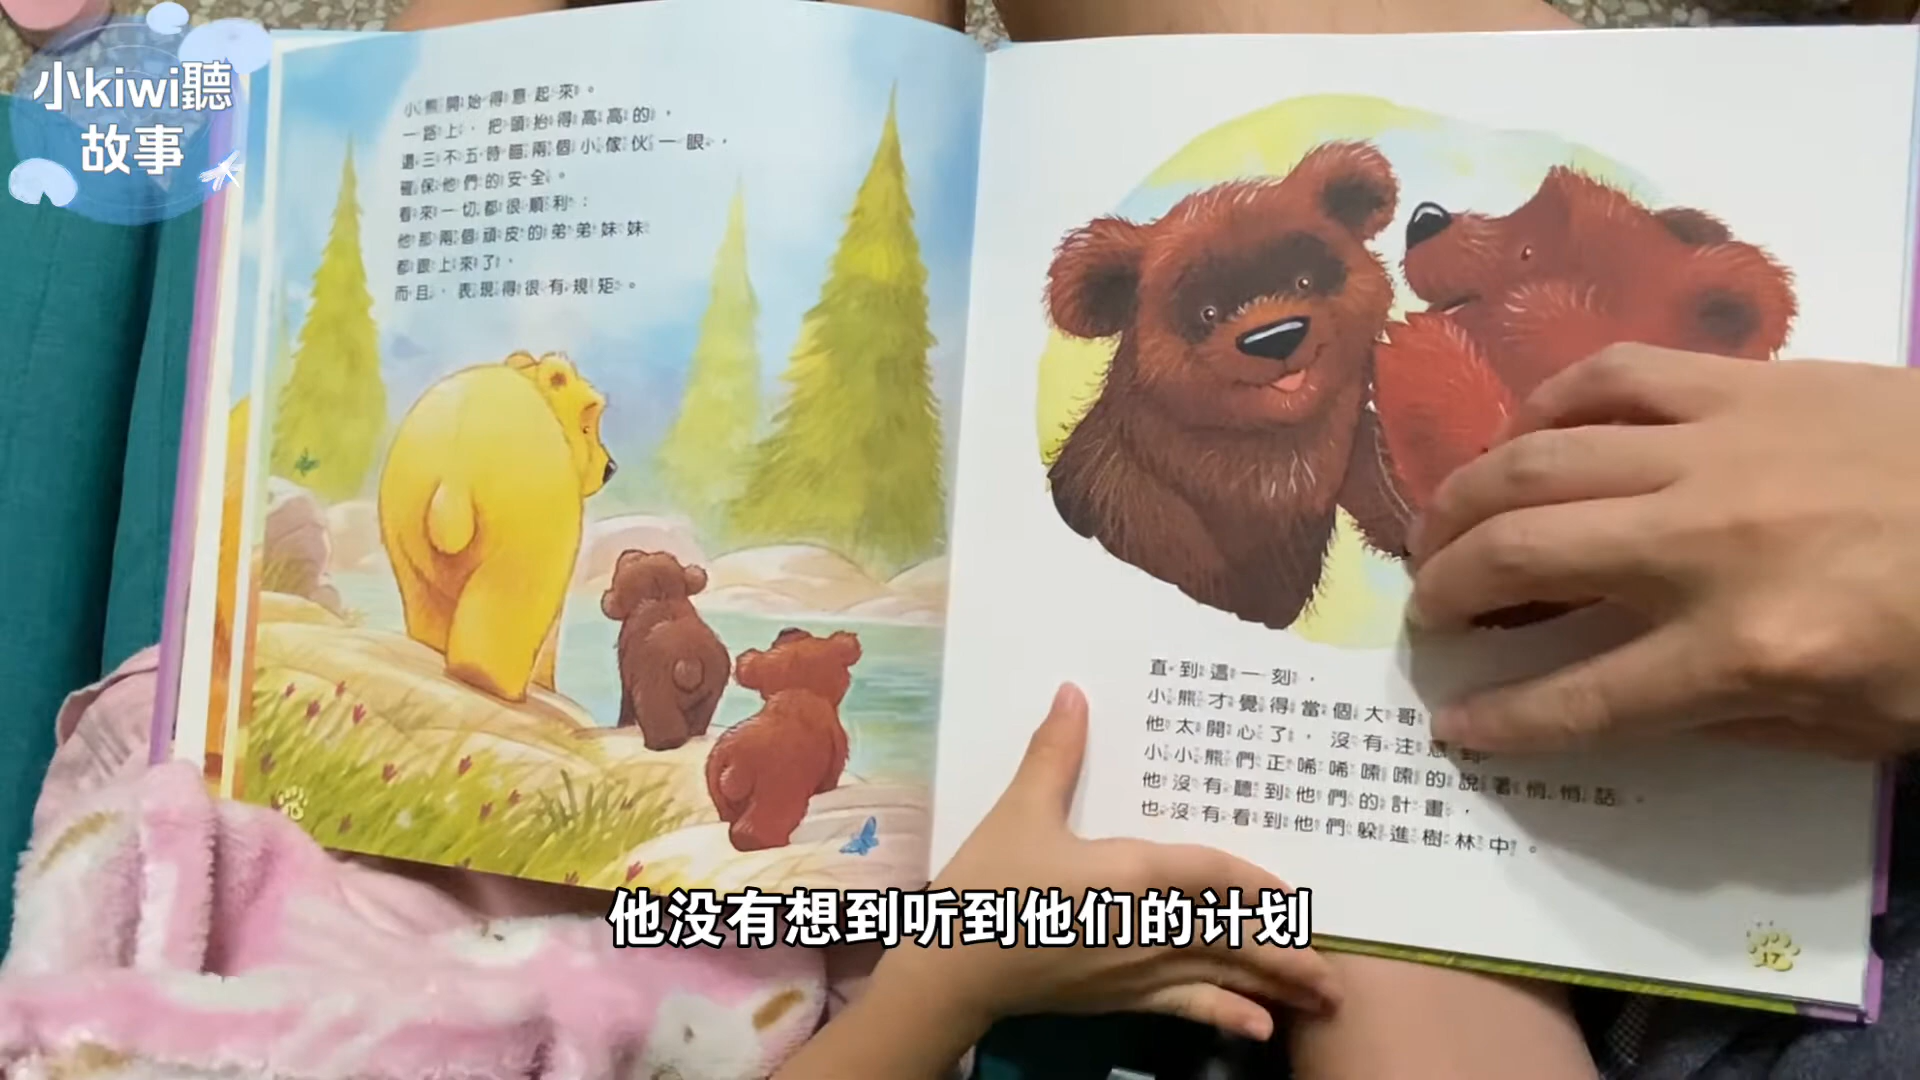 小kiwi聽
故事
小熊開始得意起來。
一路上，把頭抬得高高的，
還三不五時瞄兩個小傢伙一眼，
確保他們的安全。
看來一切都很順利：
他那兩個頑皮的弟弟妹妹
都跟上來了，
而且，表現得很有規矩。
16
直到這一刻，
小熊才覺得當個大哥
他太開心了，沒有注意到
小小熊們正唏唏嗦嗦的說著悄悄話。
他沒有聽到他們的計畫，
也沒有看到他們躲進樹林中。
17
他没有想到听到他们的计划